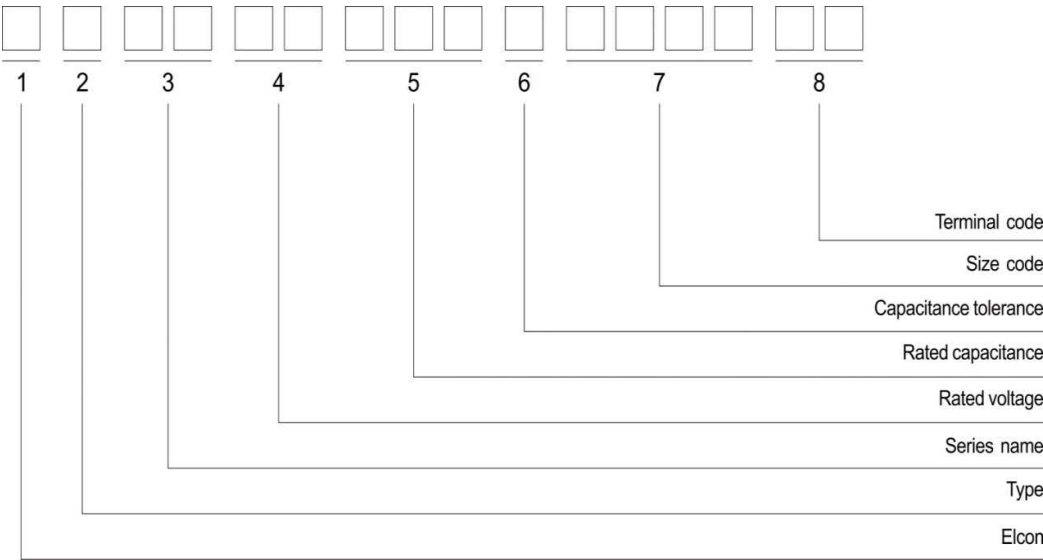 1 2 3 4 5 6 7 8
Terminal code
Size code
Capacitance tolerance
Rated capacitance
Rated voltage
Series name
Type
Elcon